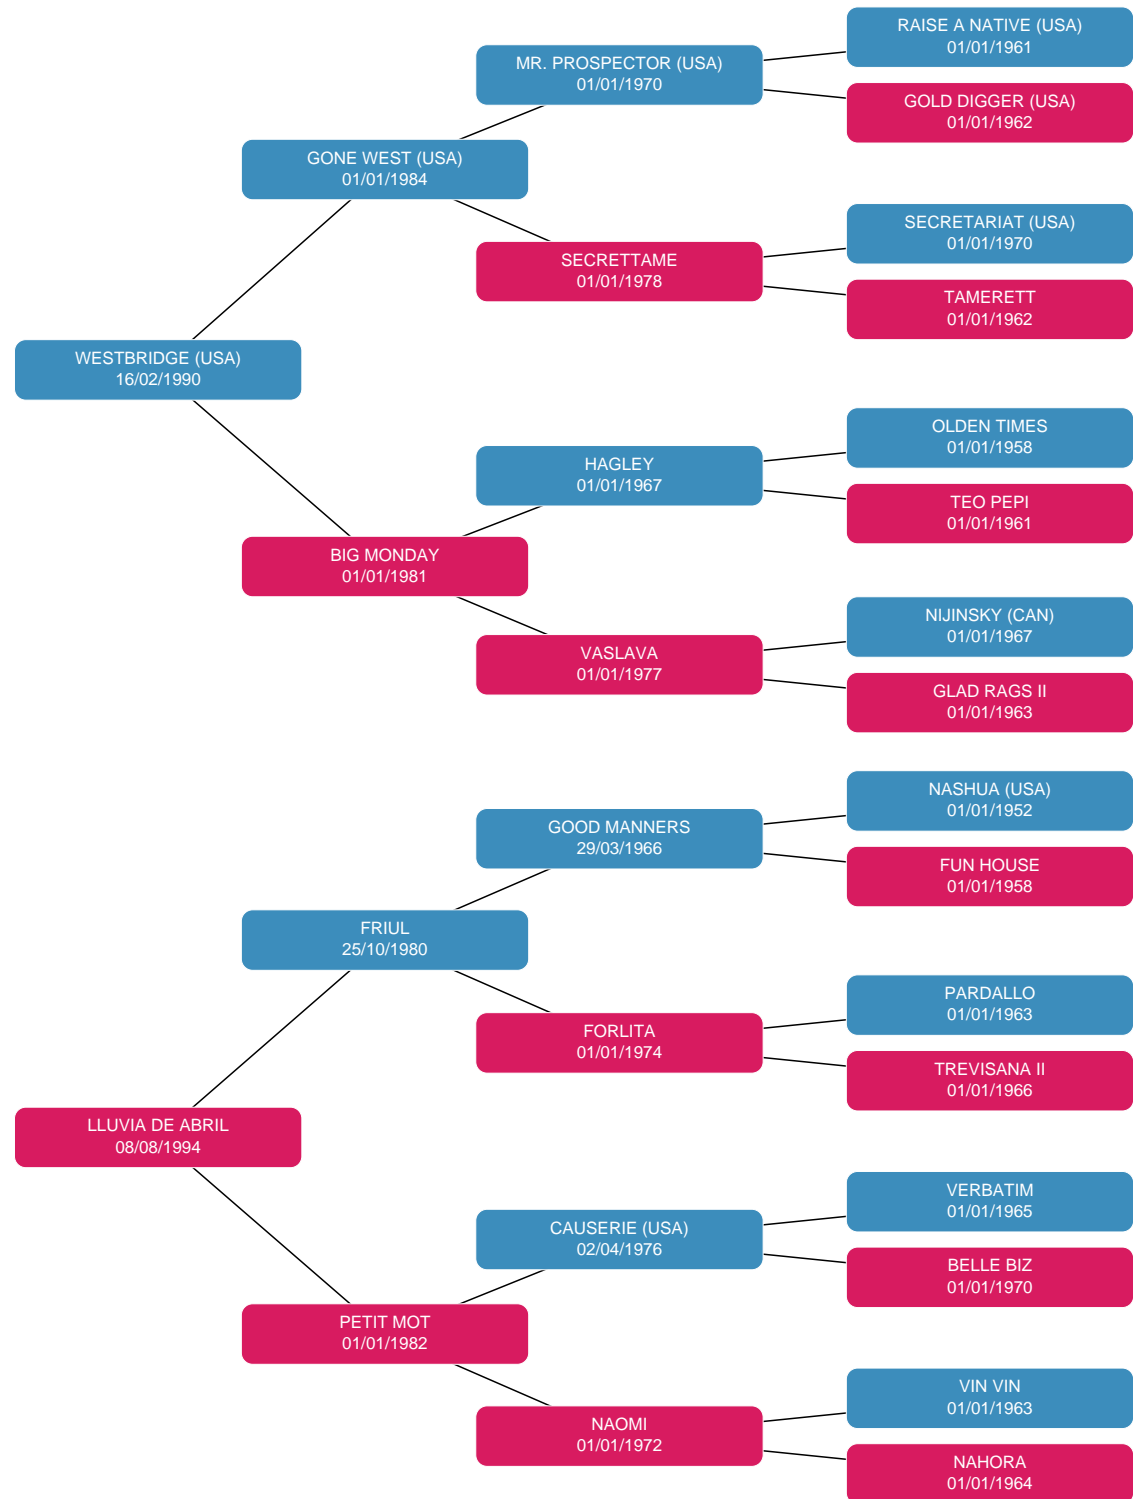 RAISE A NATIVE (USA)
01/01/1961
MR. PROSPECTOR (USA)
01/01/1970
GOLD DIGGER (USA)
01/01/1962
GONE WEST (USA)
01/01/1984
SECRETARIAT (USA)
01/01/1970
SECRETTAME
01/01/1978
TAMERETT
01/01/1962
WESTBRIDGE (USA)
16/02/1990
OLDEN TIMES
01/01/1958
HAGLEY
01/01/1967
TEO PEPI
01/01/1961
BIG MONDAY
01/01/1981
NIJINSKY (CAN)
01/01/1967
VASLAVA
01/01/1977
GLAD RAGS II
01/01/1963
NASHUA (USA)
01/01/1952
GOOD MANNERS
29/03/1966
FUN HOUSE
01/01/1958
FRIUL
25/10/1980
PARDALLO
01/01/1963
FORLITA
01/01/1974
TREVISANA II
01/01/1966
LLUVIA DE ABRIL
08/08/1994
VERBATIM
01/01/1965
CAUSERIE (USA)
02/04/1976
BELLE BIZ
01/01/1970
PETIT MOT
01/01/1982
VIN VIN
01/01/1963
NAOMI
01/01/1972
NAHORA
01/01/1964